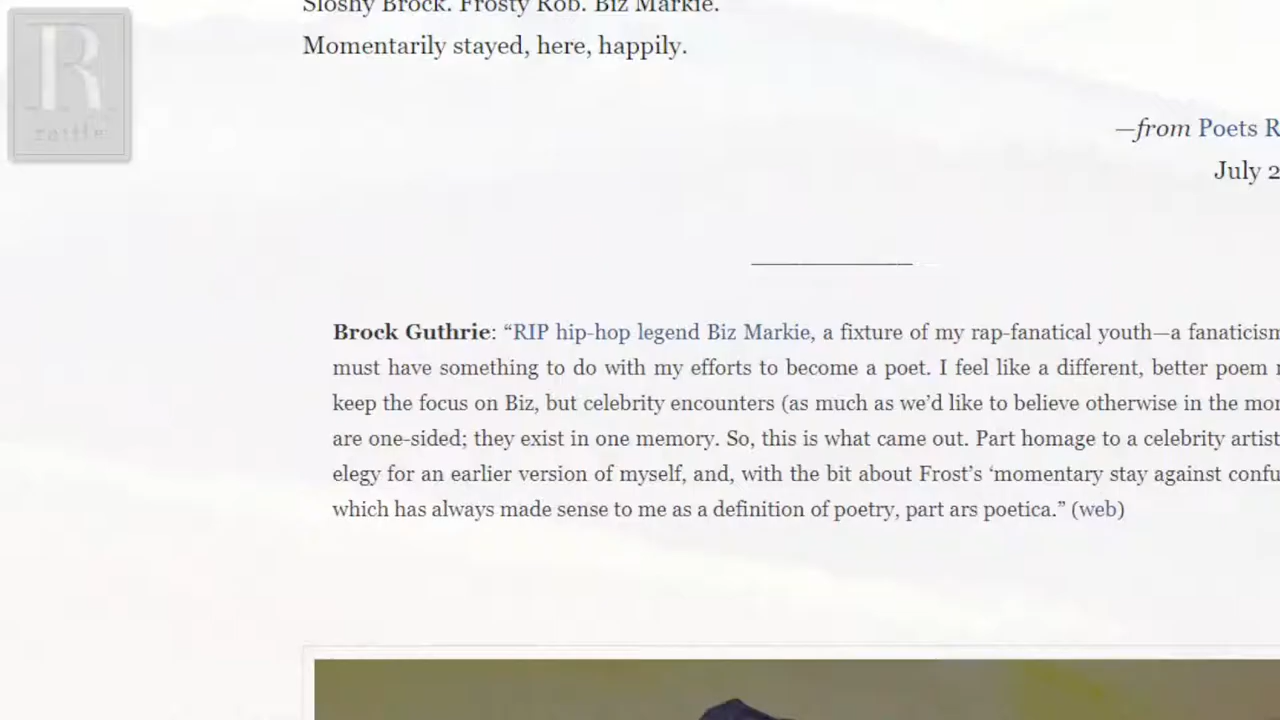 Sloshy Brock. Frosty Rob. Biz Markie.
Momentarily stayed, here, happily.
R
rattle
—from Poets R
July 2
Brock Guthrie: “RIP hip-hop legend Biz Markie, a fixture of my rap-fanatical youth—a fanaticism
must have something to do with my efforts to become a poet. I feel like a different, better poem
keep the focus on Biz, but celebrity encounters (as much as we’d like to believe otherwise in the mo
are one-sided; they exist in one memory. So, this is what came out. Part homage to a celebrity artist
elegy for an earlier version of myself, and, with the bit about Frost’s ‘momentary stay against confu
which has always made sense to me as a definition of poetry, part ars poetica.” (web)